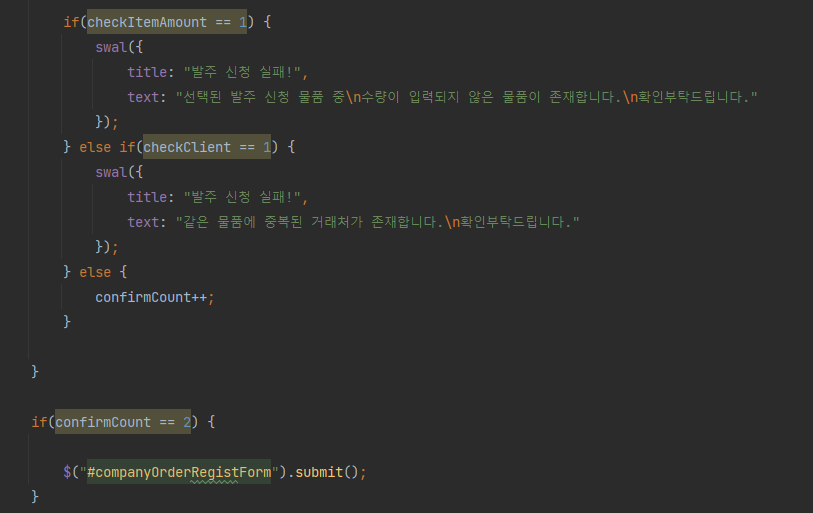 if(checkItemAmount == 1) {
swal({
title: "발주 신청 실패!",
text: "선택된 발주 신청 물품 중\n수량이 입력되지 않은 물품이 존재합니다.\n확인부탁드립니다."
});
} else if(checkClient == 1) {
swal({
title: "발주 신청 실패!",
text: "같은 물품에 중복된 거래처가 존재합니다.\n확인부탁드립니다."
});
} else {
confirmCount++;
}
}
if(confirmCount == 2) {
$("#companyOrderRegistForm").submit();
}